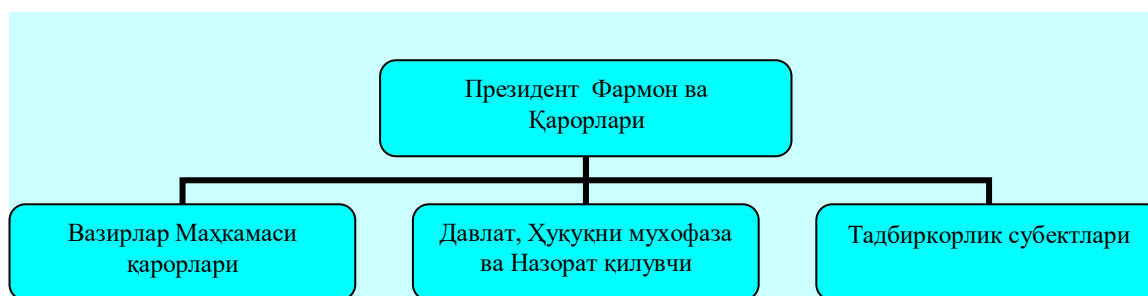 Президент Фармон ва
Қарорлари
Вазирлар Маҳкамаси
қарорлари
Давлат, Ҳуқуқни мухофаза
ва Назорат қилувчи
Тадбиркорлик субектлари